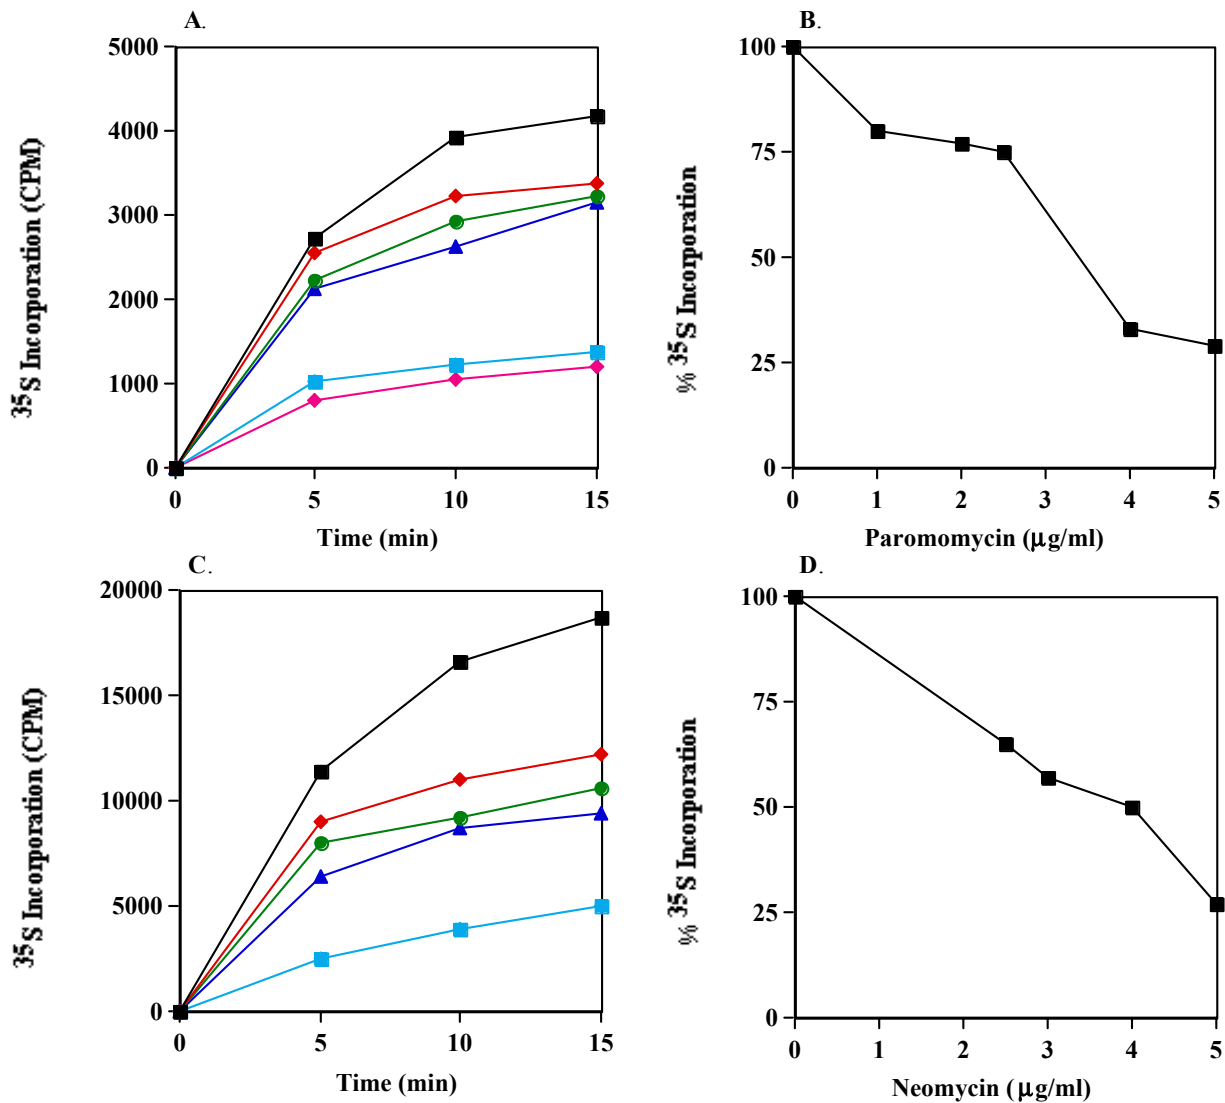 A.
5000
4000
3000
2000
1000
0
0 5 10 15
Time (min)
³⁵S Incorporation (CPM)
B.
100
75
50
25
0
0 1 2 3 4 5
Paromomycin (μg/ml)
% ³⁵S Incorporation
C.
20000
15000
10000
5000
0
0 5 10 15
Time (min)
³⁵S Incorporation (CPM)
D.
100
75
50
25
0
0 1 2 3 4 5
Neomycin (μg/ml)
% ³⁵S Incorporation